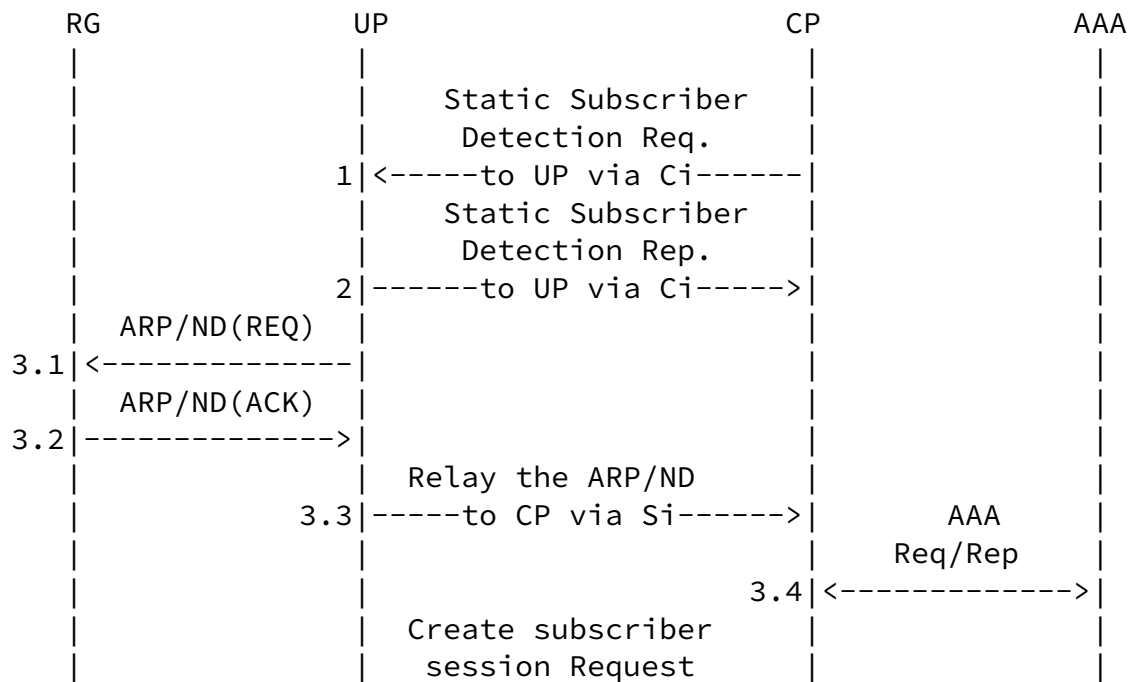 RG UP CP AAA
| | | |
| | Static Subscriber | |
| | Detection Req. | |
| 1|<-----to UP via Ci------| |
| | Static Subscriber | |
| | Detection Rep. | |
| 2|------to UP via Ci----->| |
| ARP/ND(REQ) | | |
3.1|<--------------| | |
| ARP/ND(ACK) | | |
3.2|-------------->| | |
| | Relay the ARP/ND | |
| 3.3|-----to CP via Si------>| AAA |
| | | Req/Rep |
| | 3.4|<------------->|
| | Create subscriber | |
| | session Request | |